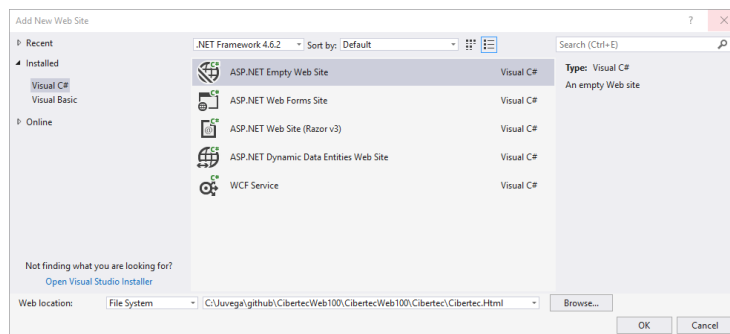 Add New Web Site ?
Recent
.NET Framework 4.6.2 Sort by: Default
Search (Ctrl+E)
Installed
Visual C#
Visual Basic
Online
ASP.NET Empty Web Site Visual C#
ASP.NET Web Forms Site Visual C#
ASP.NET Web Site (Razor v3) Visual C#
ASP.NET Dynamic Data Entities Web Site Visual C#
WCF Service Visual C#
Type: Visual C#
An empty Web site
Not finding what you are looking for?
Open Visual Studio Installer
Web location: File System C:\Juvega\github\CibertecWeb100\CibertecWeb100\Cibertec\Cibertec.Html Browse...
OK Cancel